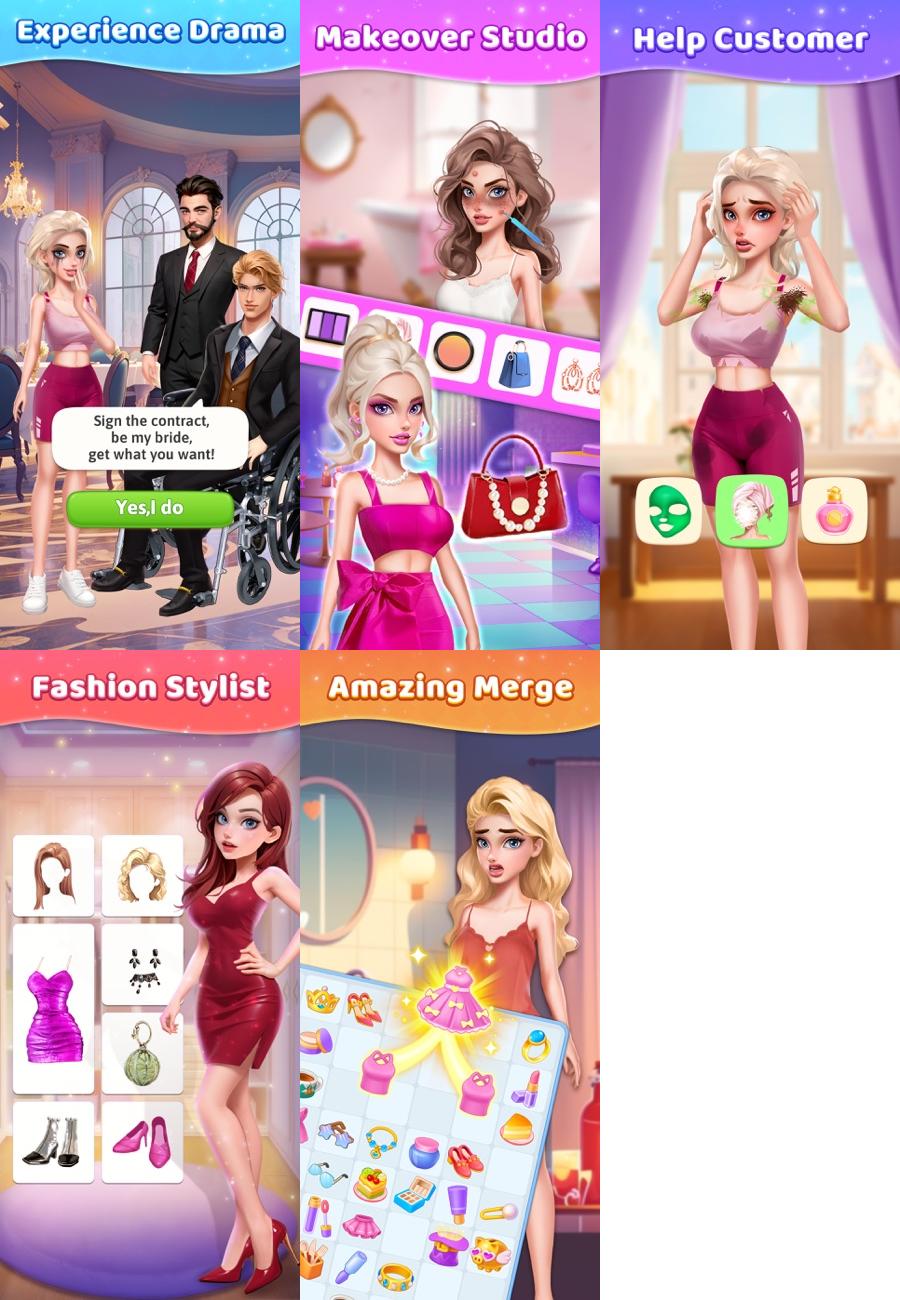 Experience Drama
Sign the contract,
be my bride,
get what you want!
Yes,I do
Makeover Studio
Help Customer
Fashion Stylist
Amazing Merge